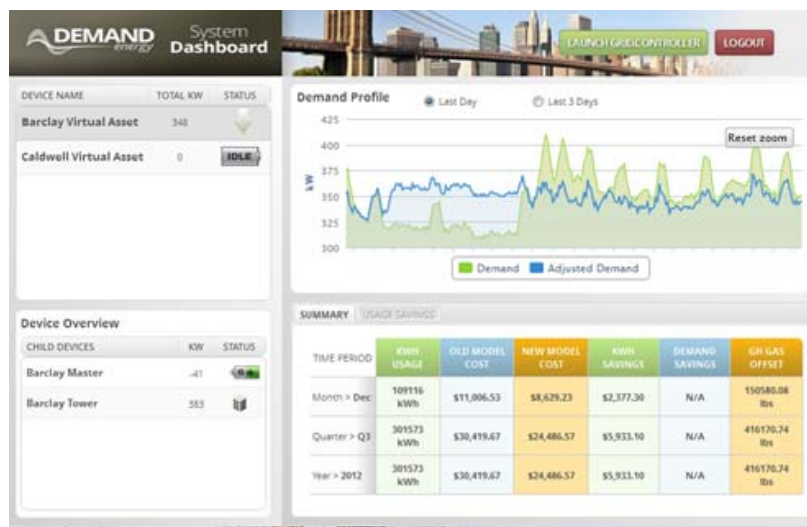 DEMAND
energy
System
Dashboard
LAUNCH GRIDCONTROLLER
LOGOUT
DEVICE NAME TOTAL KW STATUS
Barclay Virtual Asset 348
Caldwell Virtual Asset 0 IDLE
Device Overview
CHILD DEVICES KW STATUS
Barclay Master -41
Barclay Tower 383
Demand Profile Last Day Last 3 Days
Reset zoom
425
400
375
350
325
300
kW
Demand Adjusted Demand
SUMMARY USAGE SAVINGS
TIME PERIOD KWH USAGE OLD MODEL COST NEW MODEL COST KWH SAVINGS DEMAND SAVINGS GH GAS OFFSET
Month > Dec 109116 kWh $11,006.53 $8,629.23 $2,377.30 N/A 150580.08 lbs
Quarter > Q3 301573 kWh $30,419.67 $24,486.57 $5,933.10 N/A 416170.74 lbs
Year > 2012 301573 kWh $30,419.67 $24,486.57 $5,933.10 N/A 416170.74 lbs